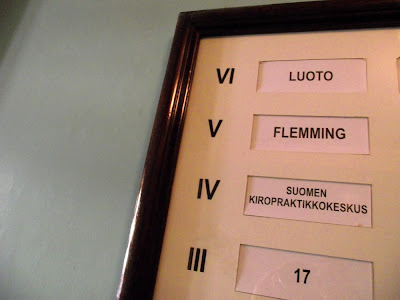 VI LUOTO
V FLEMMING
IV SUOMEN
KIROPRAKTIKKOKESKUS
III 17